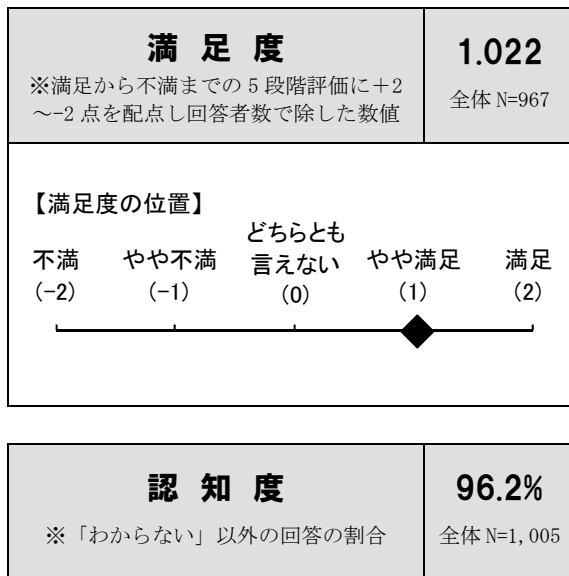 満足度
※満足から不満までの5段階評価に+2
～-2点を配点し回答者数で除した数値
1.022
全体 N=967
【満足度の位置】
不満
(-2)
やや不満
(-1)
どちらとも
言えない
(0)
やや満足
(1)
満足
(2)
認知度
※「わからない」以外の回答の割合
96.2%
全体 N=1,005